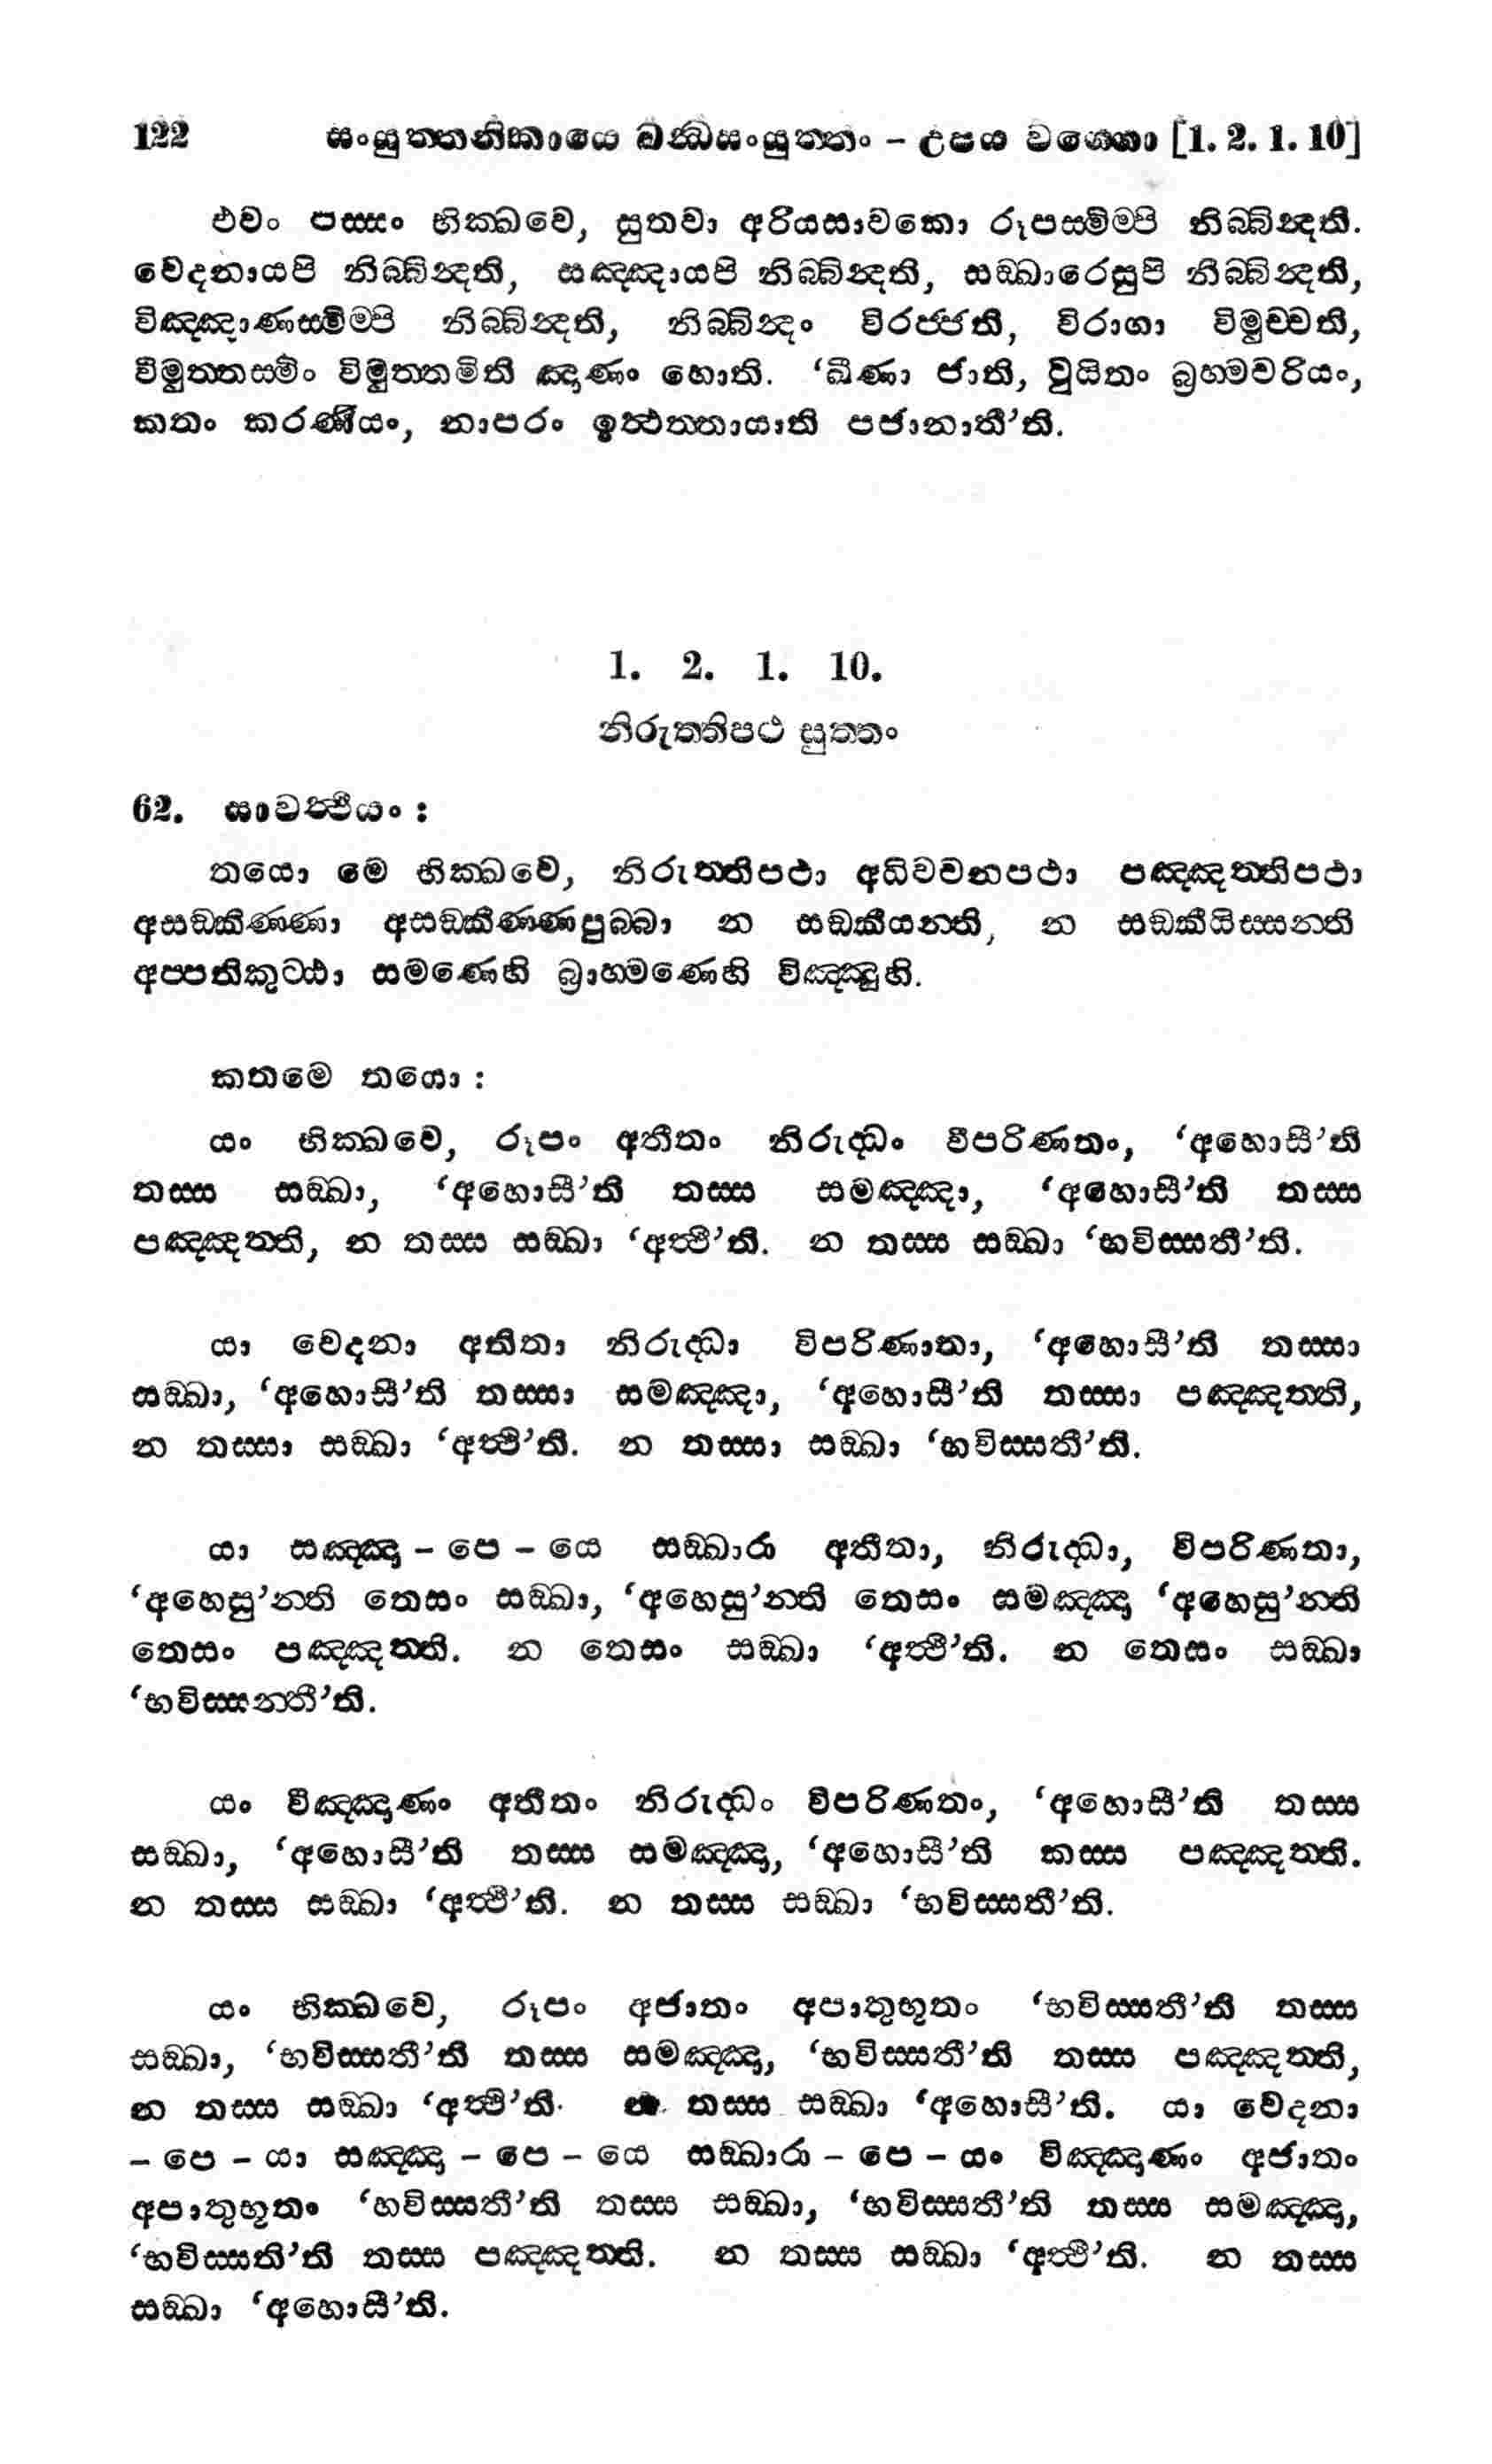 122 සංයුත්තනිකායෙ ඛන්ධසංයුත්තං – උපය වග්ගො [1. 2. 1. 10]
එවං පස්සං භික්ඛවෙ, සුතවා අරියසාවකො රූපස්මිම්පි නිබ්බින්දති.
වෙදනායපි නිබ්බින්දති, සඤ්ඤායපි නිබ්බින්දති, සඞ්ඛාරෙසුපි නිබ්බින්දති,
විඤ්ඤාණස්මිම්පි නිබ්බින්දති, නිබ්බින්දං විරජ්ජති, විරාගා විමුච්චති,
විමුත්තස්මිං විමුත්තමිති ඤාණං හොති. ‘ඛීණා ජාති, වුසිතං බ්‍රහ්මචරියං,
කතං කරණීයං, නාපරං ඉත්ථත්තායාති පජානාතී’ති.
1. 2. 1. 10.
නිරුත්තිපථ සුත්තං
62. සාවත්ථියං :
තයො මෙ භික්ඛවෙ, නිරුත්තිපථා අධිවචනපථා පඤ්ඤත්තිපථා
අසඞ්කිණ්ණා අසඞ්කිණ්ණපුබ්බා න සඞ්කීයන්ති, න සඞ්කීයිස්සන්ති
අප්පතිකුට්ඨා සමණෙහි බ්‍රාහ්මණෙහි විඤ්ඤූහි.
කතමෙ තයො :
යං භික්ඛවෙ, රූපං අතීතං නිරුද්ධං විපරිණතං, ‘අහොසී’ති
තස්ස සඞ්ඛා, ‘අහොසී’ති තස්ස සමඤ්ඤා, ‘අහොසී’ති තස්ස
පඤ්ඤත්ති, න තස්ස සඞ්ඛා ‘අත්ථී’ති. න තස්ස සඞ්ඛා ‘භවිස්සතී’ති.
යා වෙදනා අතිතා නිරුද්ධා විපරිණාතා, ‘අහොසී’ති තස්සා
සඞ්ඛා, ‘අහොසී’ති තස්සා සමඤ්ඤා, ‘අහොසී’ති තස්සා පඤ්ඤත්ති,
න තස්සා සඞ්ඛා ‘අත්ථි’ති. න තස්සා සඞ්ඛා ‘භවිස්සතී’ති.
යා සඤ්ඤා – පෙ – යෙ සඞ්ඛාරා අතීතා, නිරුද්ධා, විපරිණතා,
‘අහෙසු’න්ති තෙසං සඞ්ඛා, ‘අහෙසු’න්ති තෙසං සමඤ්ඤා ‘අහෙසු’න්ති
තෙසං පඤ්ඤත්ති. න තෙසං සඞ්ඛා ‘අත්ථී’ති. න තෙසං සඞ්ඛා
‘භවිස්සන්තී’ති.
යං විඤ්ඤාණං අතීතං නිරුද්ධං විපරිණතං, ‘අහොසී’ති තස්ස
සඞ්ඛා, ‘අහොසී’ති තස්ස සමඤ්ඤා, ‘අහොසී’ති කස්ස පඤ්ඤත්ති.
න තස්ස සඞ්ඛා ‘අත්ථී’ති. න තස්ස සඞ්ඛා ‘භවිස්සතී’ති.
යං භික්ඛවෙ, රූපං අජාතං අපාතුභූතං ‘භවිස්සතී’ති තස්ස
සඞ්ඛා, ‘භවිස්සතී’ති තස්ස සමඤ්ඤා, ‘භවිස්සතී’ති තස්ස පඤ්ඤත්ති,
න තස්ස සඞ්ඛා ‘අත්ථි’ති. න තස්ස සඞ්ඛා ‘අහොසී’ති. යා වෙදනා
– පෙ – යා සඤ්ඤා – පෙ – යෙ සඞ්ඛාරා – පෙ – යං විඤ්ඤාණං අජාතං
අපාතුභූතං ‘භවිස්සතී’ති තස්ස සඞ්ඛා, ‘භවිස්සතී’ති තස්ස සමඤ්ඤා,
‘භවිස්සති’ති තස්ස පඤ්ඤත්ති. න තස්ස සඞ්ඛා ‘අත්ථී’ති. න තස්ස
සඞ්ඛා ‘අහොසී’ති.